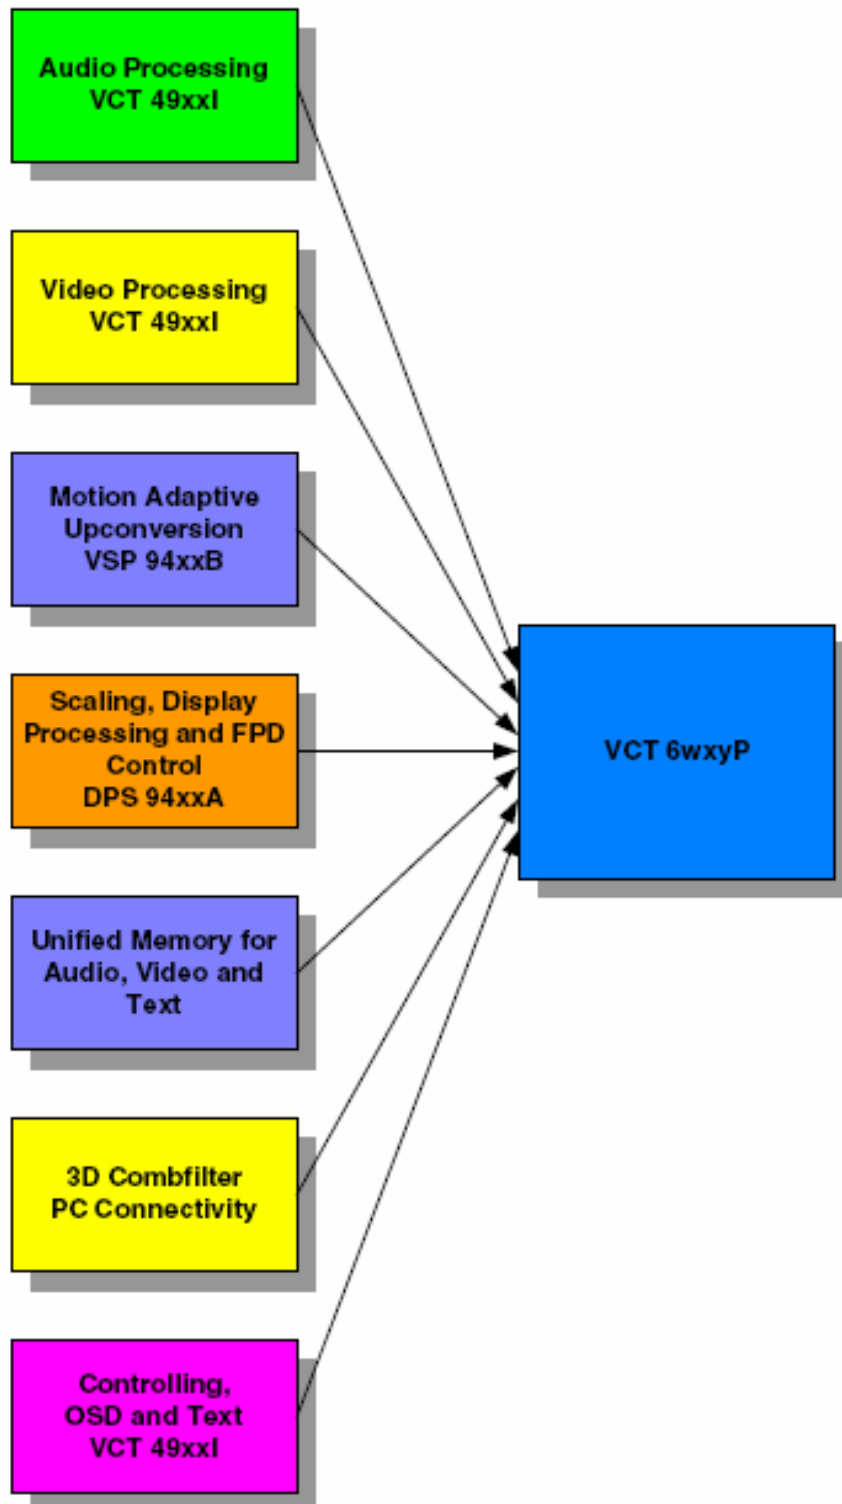 Audio Processing
VCT 49xxI
Video Processing
VCT 49xxI
Motion Adaptive
Upconversion
VSP 94xxB
Scaling, Display
Processing and FPD
Control
DPS 94xxA
VCT 6wxyP
Unified Memory for
Audio, Video and
Text
3D Combfilter
PC Connectivity
Controlling,
OSD and Text
VCT 49xxI